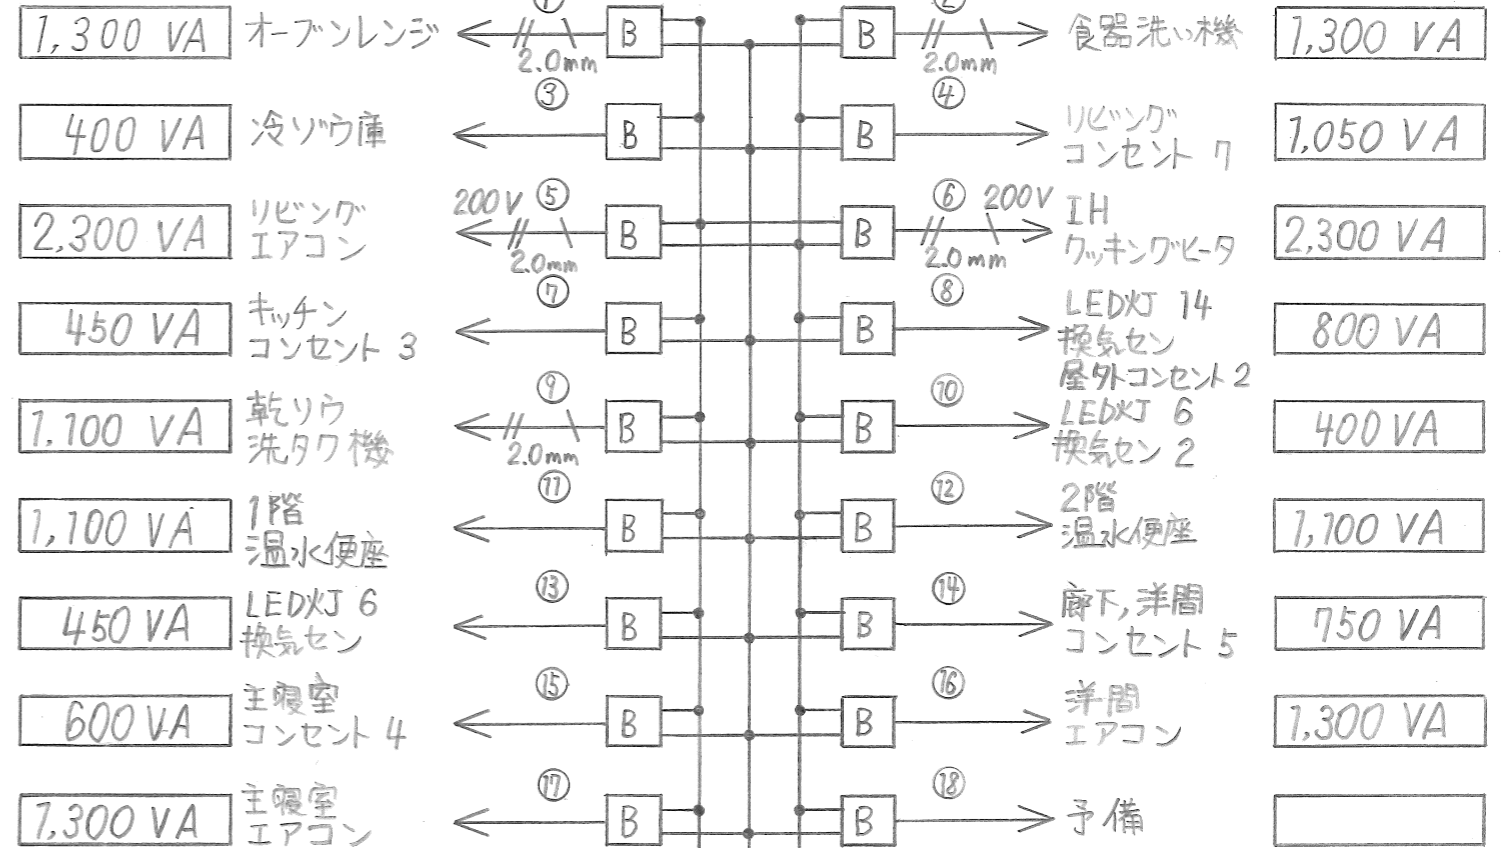 ① ②
1,300 VA オーブンレンジ B B 食器洗い機 1,300 VA
2.0mm 2.0mm
③ ④
400 VA 冷ゾウ庫 B B リビング
コンセント 7 1,050 VA
200V ⑤ ⑥ 200V
2,300 VA リビング
エアコン B B IH
クッキングヒータ 2,300 VA
2.0mm 2.0mm
⑦ ⑧
450 VA キッチン
コンセント 3 B B LED灯 14
換気セン
屋外コンセント 2 800 VA
⑨ ⑩
1,100 VA 乾ソウ
洗タク機 B B LED灯 6
換気セン 2 400 VA
2.0mm
⑪ ⑫
1,100 VA 1階
温水便座 B B 2階
温水便座 1,100 VA
⑬ ⑭
450 VA LED灯 6
換気セン B B 廊下,洋間
コンセント 5 750 VA
⑮ ⑯
600 VA 主寝室
コンセント 4 B B 洋間
エアコン 1,300 VA
⑰ ⑱
1,300 VA 主寝室
エアコン B B 予備